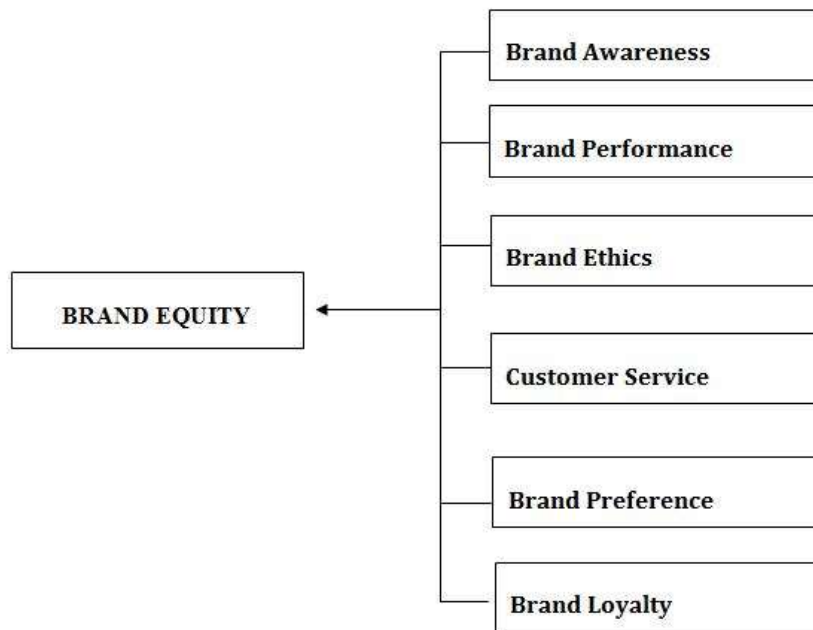 Brand Awareness
Brand Performance
Brand Ethics
BRAND EQUITY
Customer Service
Brand Preference
Brand Loyalty